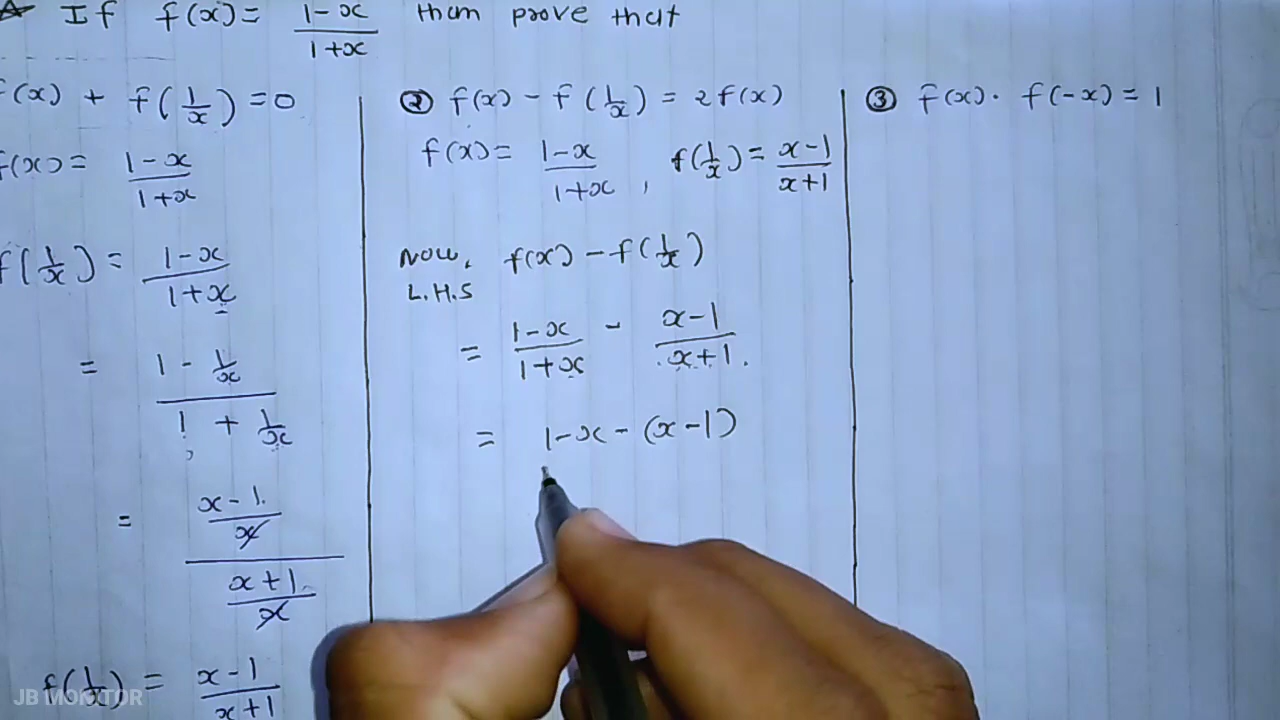 ★ If f(x) = (1-x)/(1+x) then prove that
f(x) + f(1/x) = 0
f(x) = (1-x)/(1+x)
f(1/x) = (1-x)/(1+x)
= (1 - 1/x)/(1 + 1/x)
= ((x-1)/x)/((x+1)/x)
f(1/x) = (x-1)/(x+1)
② f(x) - f(1/x) = 2f(x)
f(x) = (1-x)/(1+x), f(1/x) = (x-1)/(x+1)
Now, f(x) - f(1/x)
L.H.S
= (1-x)/(1+x) - (x-1)/(x+1)
= 1-x-(x-1)
③ f(x). f(-x) = 1